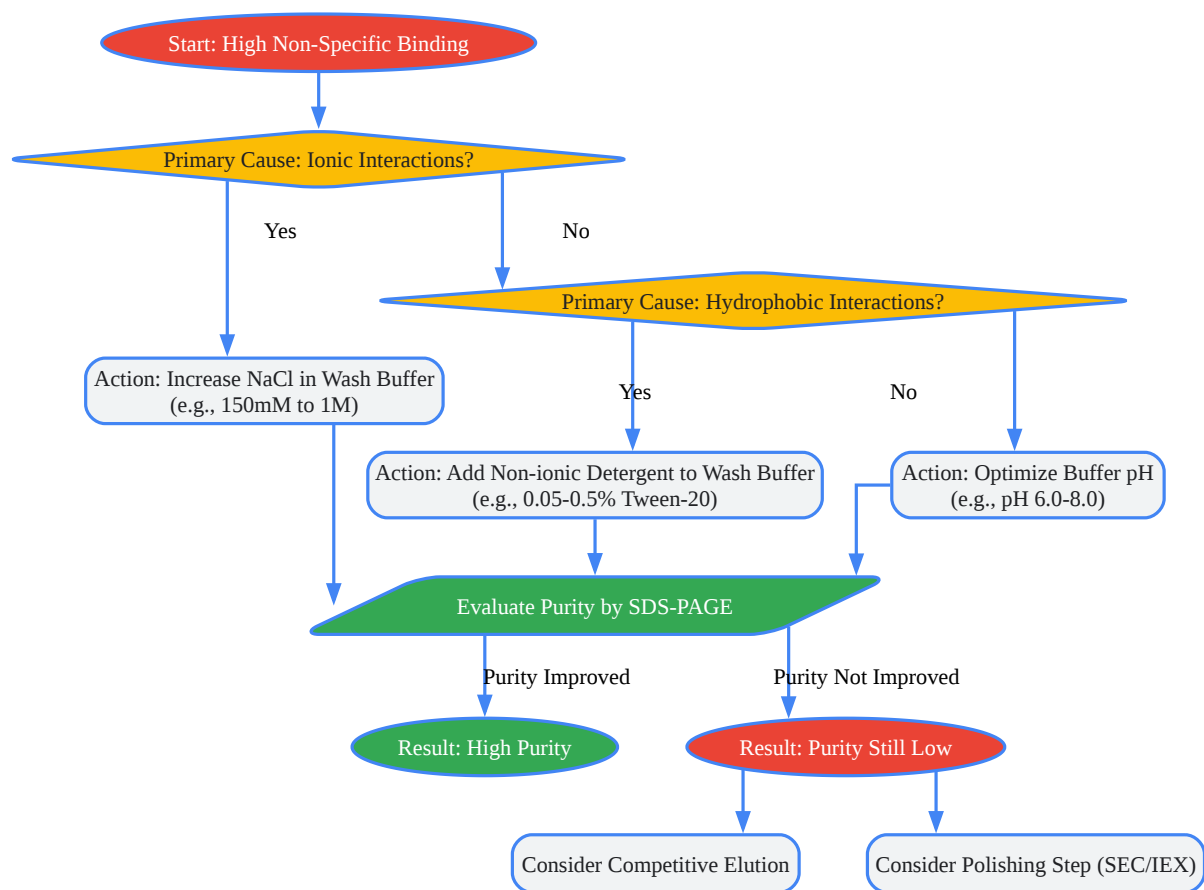 Start: High Non-Specific Binding
Primary Cause: Ionic Interactions?
Yes
No
Primary Cause: Hydrophobic Interactions?
Action: Increase NaCl in Wash Buffer
(e.g., 150mM to 1M)
Yes
No
Action: Add Non-ionic Detergent to Wash Buffer
(e.g., 0.05-0.5% Tween-20)
Action: Optimize Buffer pH
(e.g., pH 6.0-8.0)
Evaluate Purity by SDS-PAGE
Purity Improved
Purity Not Improved
Result: High Purity
Result: Purity Still Low
Consider Competitive Elution
Consider Polishing Step (SEC/IEX)